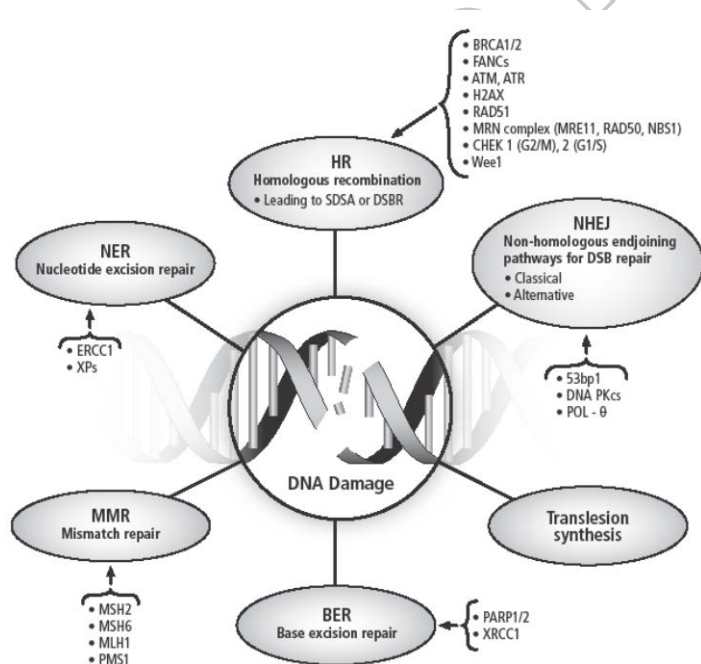 • BRCA1/2
• FANCs
• ATM, ATR
• H2AX
• RAD51
• MRN complex (MRE11, RAD50, NBS1)
• CHEK 1 (G2/M), 2 (G1/S)
• Wee1
HR
Homologous recombination
• Leading to SDSA or DSBR
NHEJ
Non-homologous endjoining
pathways for DSB repair
• Classical
• Alternative
NER
Nucleotide excision repair
• ERCC1
• XPs
• 53bp1
• DNA PKcs
• POL - θ
DNA Damage
MMR
Mismatch repair
Translesion
synthesis
• MSH2
• MSH6
• MLH1
• PMS1
BER
Base excision repair
• PARP1/2
• XRCC1